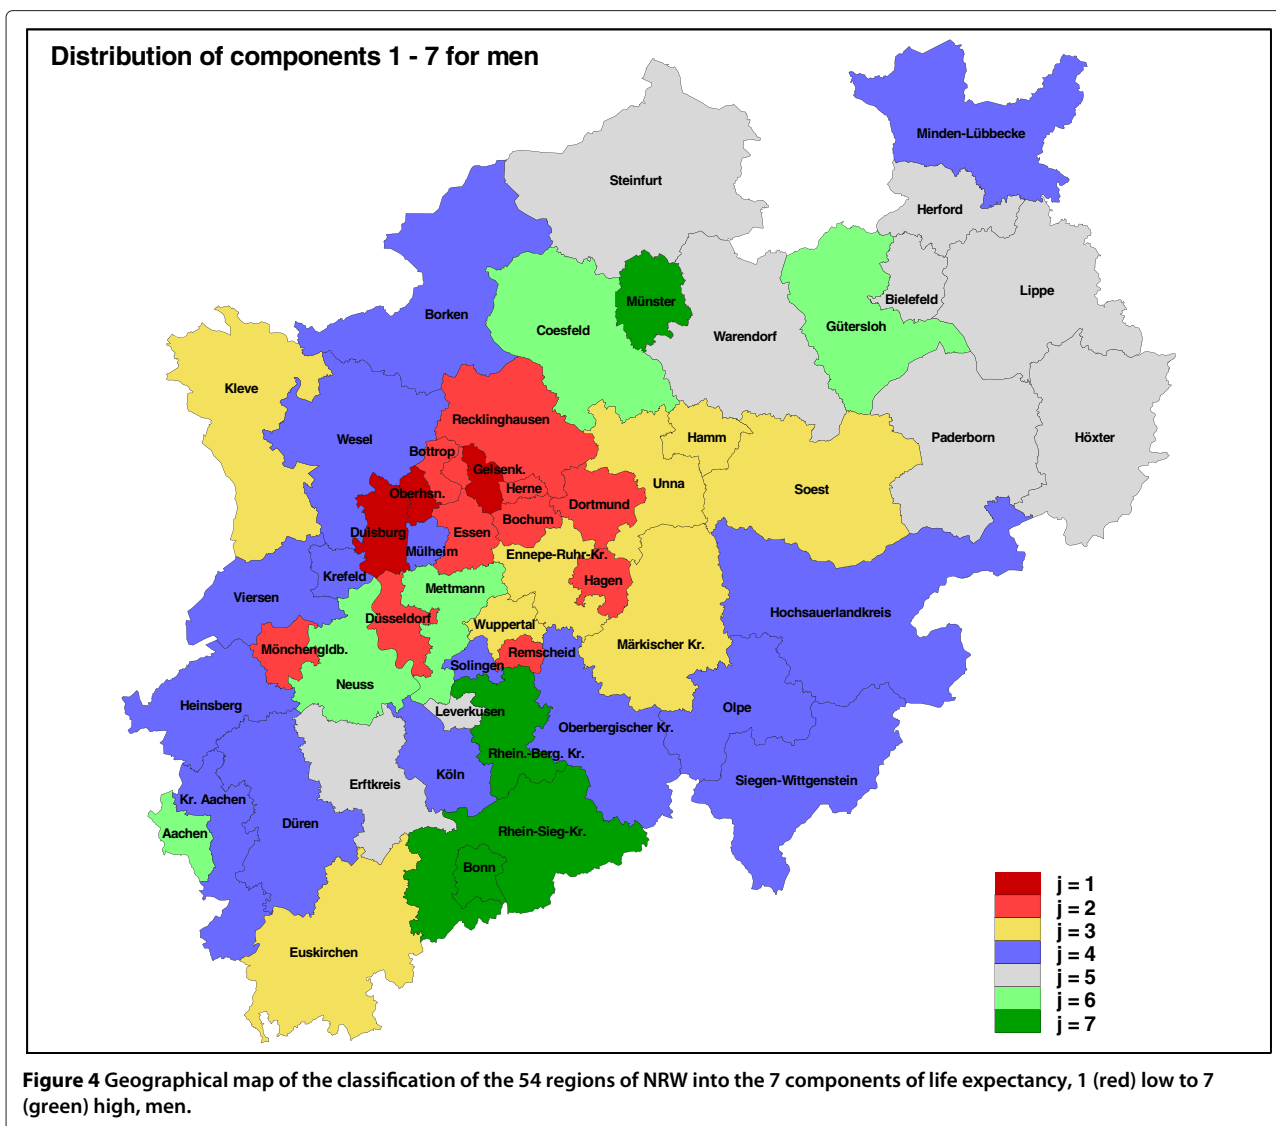 Distribution of components 1 - 7 for men
Minden-Lübbecke
Steinfurt
Herford
Lippe
Bielefeld
Münster
Borken
Coesfeld
Gütersloh
Warendorf
Kleve
Recklinghausen
Wesel
Hamm
Paderborn
Höxter
Bottrop
Gelsenk.
Unna
Soest
Oberhsn.
Herne
Dortmund
Bochum
Duisburg
Essen
Mülheim
Ennepe-Ruhr-Kr.
Krefeld
Hagen
Mettmann
Viersen
Hochsauerlandkreis
Düsseldorf
Wuppertal
Mönchengldb.
Remscheid
Märkischer Kr.
Solingen
Neuss
Heinsberg
Leverkusen
Olpe
Oberbergischer Kr.
Rhein.-Berg. Kr.
Köln
Erftkreis
Siegen-Wittgenstein
Kr. Aachen
Düren
Aachen
Rhein-Sieg-Kr.
Bonn
Euskirchen
j = 1
j = 2
j = 3
j = 4
j = 5
j = 6
j = 7
Figure 4 Geographical map of the classification of the 54 regions of NRW into the 7 components of life expectancy, 1 (red) low to 7
(green) high, men.